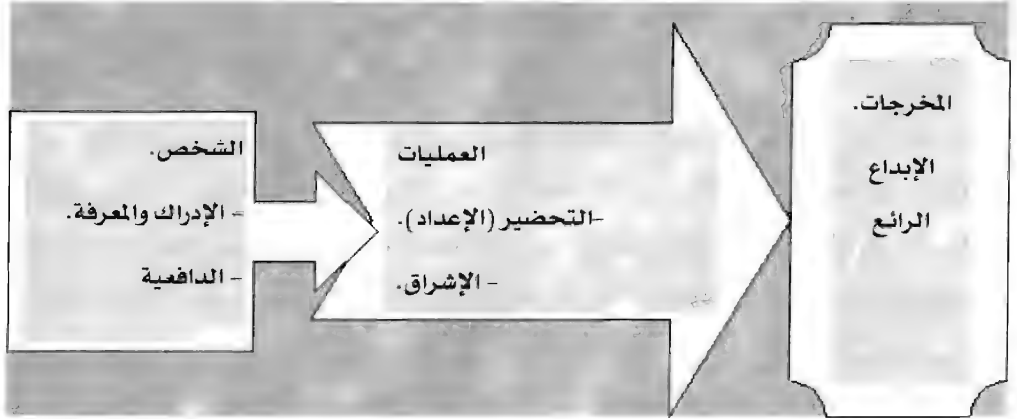 الشخص.
- الإدراك والمعرفة.
- الدافعية
العمليات
-التحضير (الإعداد).
- الإشراق.
المخرجات.
الإبداع
الرائع